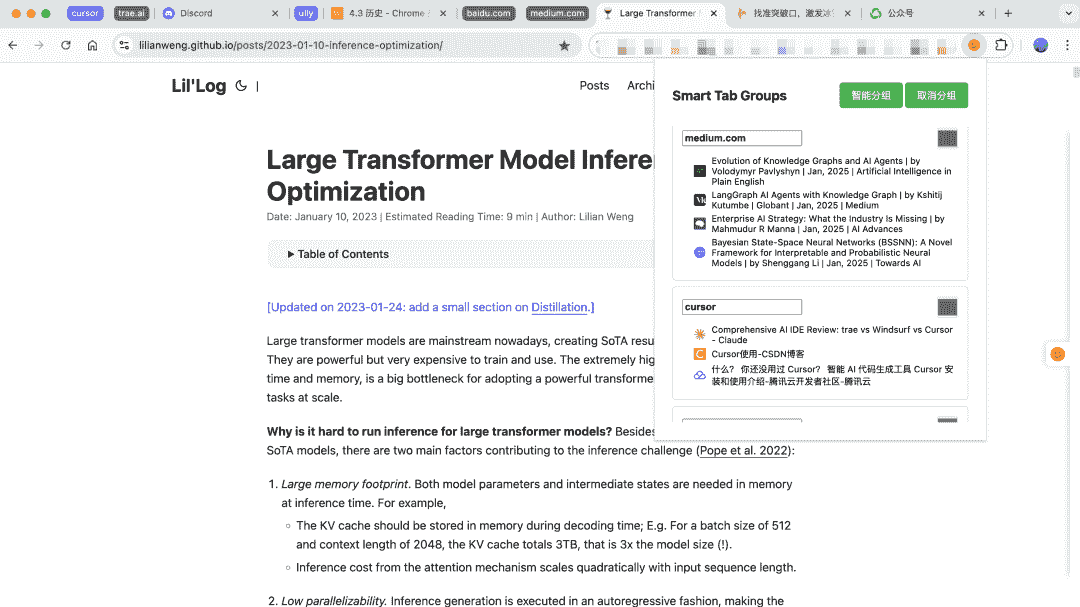 cursor
trae.ai
Discord
ully
4.3 历史 - Chrome
baidu.com
medium.com
Large Transformer
找准突破口，激发冰
公众号
lilianweng.github.io/posts/2023-01-10-inference-optimization/
Lil'Log
|
Posts
Archi
Large Transformer Model Infere
Optimization
Date: January 10, 2023 | Estimated Reading Time: 9 min | Author: Lilian Weng
Table of Contents
[Updated on 2023-01-24: add a small section on Distillation.]
Large transformer models are mainstream nowadays, creating SoTA resu
They are powerful but very expensive to train and use. The extremely hig
time and memory, is a big bottleneck for adopting a powerful transforme
tasks at scale.
Why is it hard to run inference for large transformer models? Besides
SoTA models, there are two main factors contributing to the inference challenge (Pope et al. 2022):
1. Large memory footprint. Both model parameters and intermediate states are needed in memory
at inference time. For example,
The KV cache should be stored in memory during decoding time; E.g. For a batch size of 512
and context length of 2048, the KV cache totals 3TB, that is 3x the model size (!).
Inference cost from the attention mechanism scales quadratically with input sequence length.
2. Low parallelizability. Inference generation is executed in an autoregressive fashion, making the
Smart Tab Groups
智能分组
取消分组
medium.com
Evolution of Knowledge Graphs and AI Agents | by
Volodymyr Pavlyshyn | Jan, 2025 | Artificial Intelligence in
Plain English
LangGraph AI Agents with Knowledge Graph | by Kshitij
Kutumbe | Globant | Jan, 2025 | Medium
Enterprise AI Strategy: What the Industry Is Missing | by
Mahmudur R Manna | Jan, 2025 | AI Advances
Bayesian State-Space Neural Networks (BSSNN): A Novel
Framework for Interpretable and Probabilistic Neural
Models | by Shenggang Li | Jan, 2025 | Towards AI
cursor
Comprehensive AI IDE Review: trae vs Windsurf vs Cursor
- Claude
Cursor使用-CSDN博客
什么？ 你还没用过 Cursor？ 智能 AI 代码生成工具 Cursor 安
装和使用介绍-腾讯云开发者社区-腾讯云